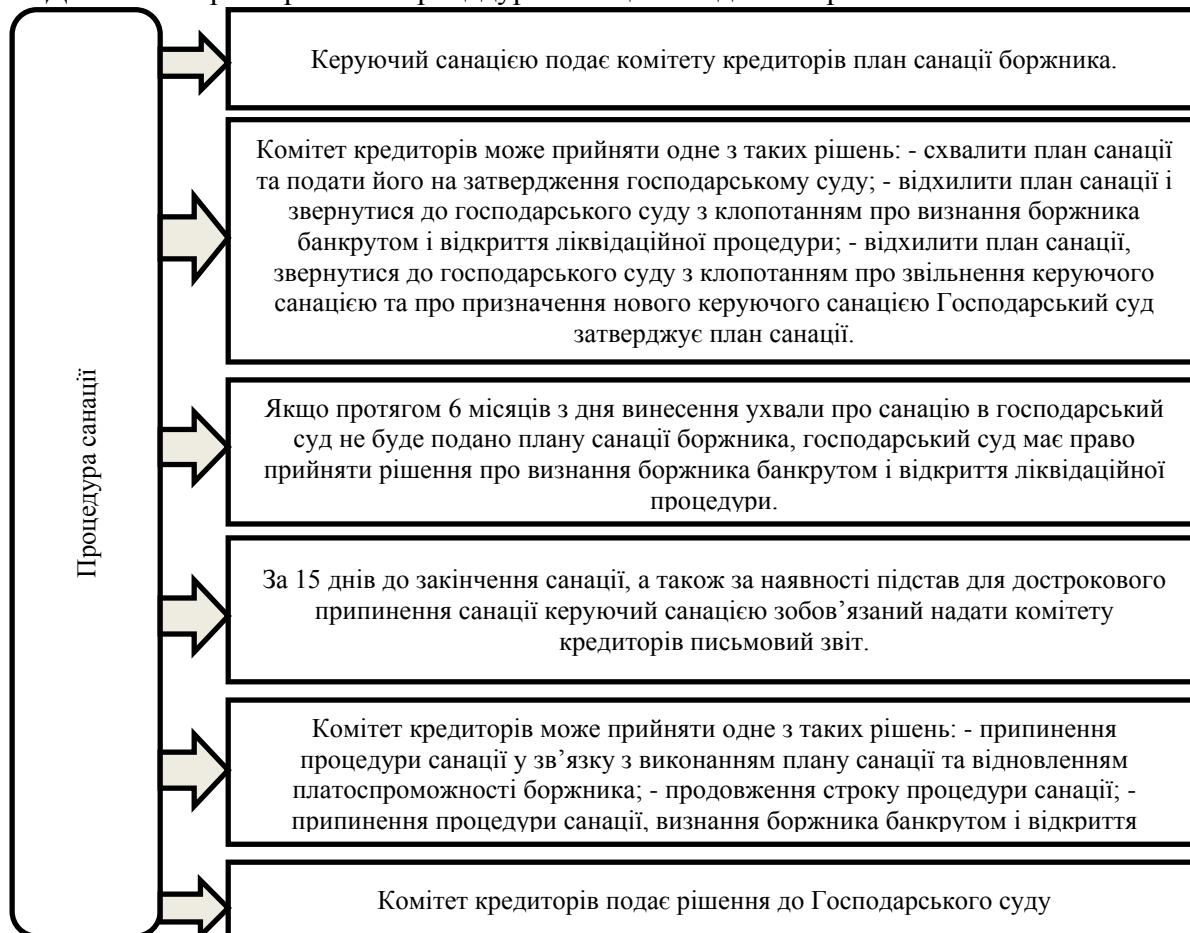 Процедура санації
Керуючий санацією подає комітету кредиторів план санації боржника.
Комітет кредиторів може прийняти одне з таких рішень: - схвалити план санації
та подати його на затвердження господарському суду; - відхилити план санації і
звернутися до господарського суду з клопотанням про визнання боржника
банкрутом і відкриття ліквідаційної процедури; - відхилити план санації,
звернутися до господарського суду з клопотанням про звільнення керуючого
санацією та про призначення нового керуючого санацією Господарський суд
затверджує план санації.
Якщо протягом 6 місяців з дня винесення ухвали про санацію в господарський
суд не буде подано плану санації боржника, господарський суд має право
прийняти рішення про визнання боржника банкрутом і відкриття ліквідаційної
процедури.
За 15 днів до закінчення санації, а також за наявності підстав для дострокового
припинення санації керуючий санацією зобов’язаний надати комітету
кредиторів письмовий звіт.
Комітет кредиторів може прийняти одне з таких рішень: - припинення
процедури санації у зв’язку з виконанням плану санації та відновленням
платоспроможності боржника; - продовження строку процедури санації; -
припинення процедури санації, визнання боржника банкрутом і відкриття
Комітет кредиторів подає рішення до Господарського суду